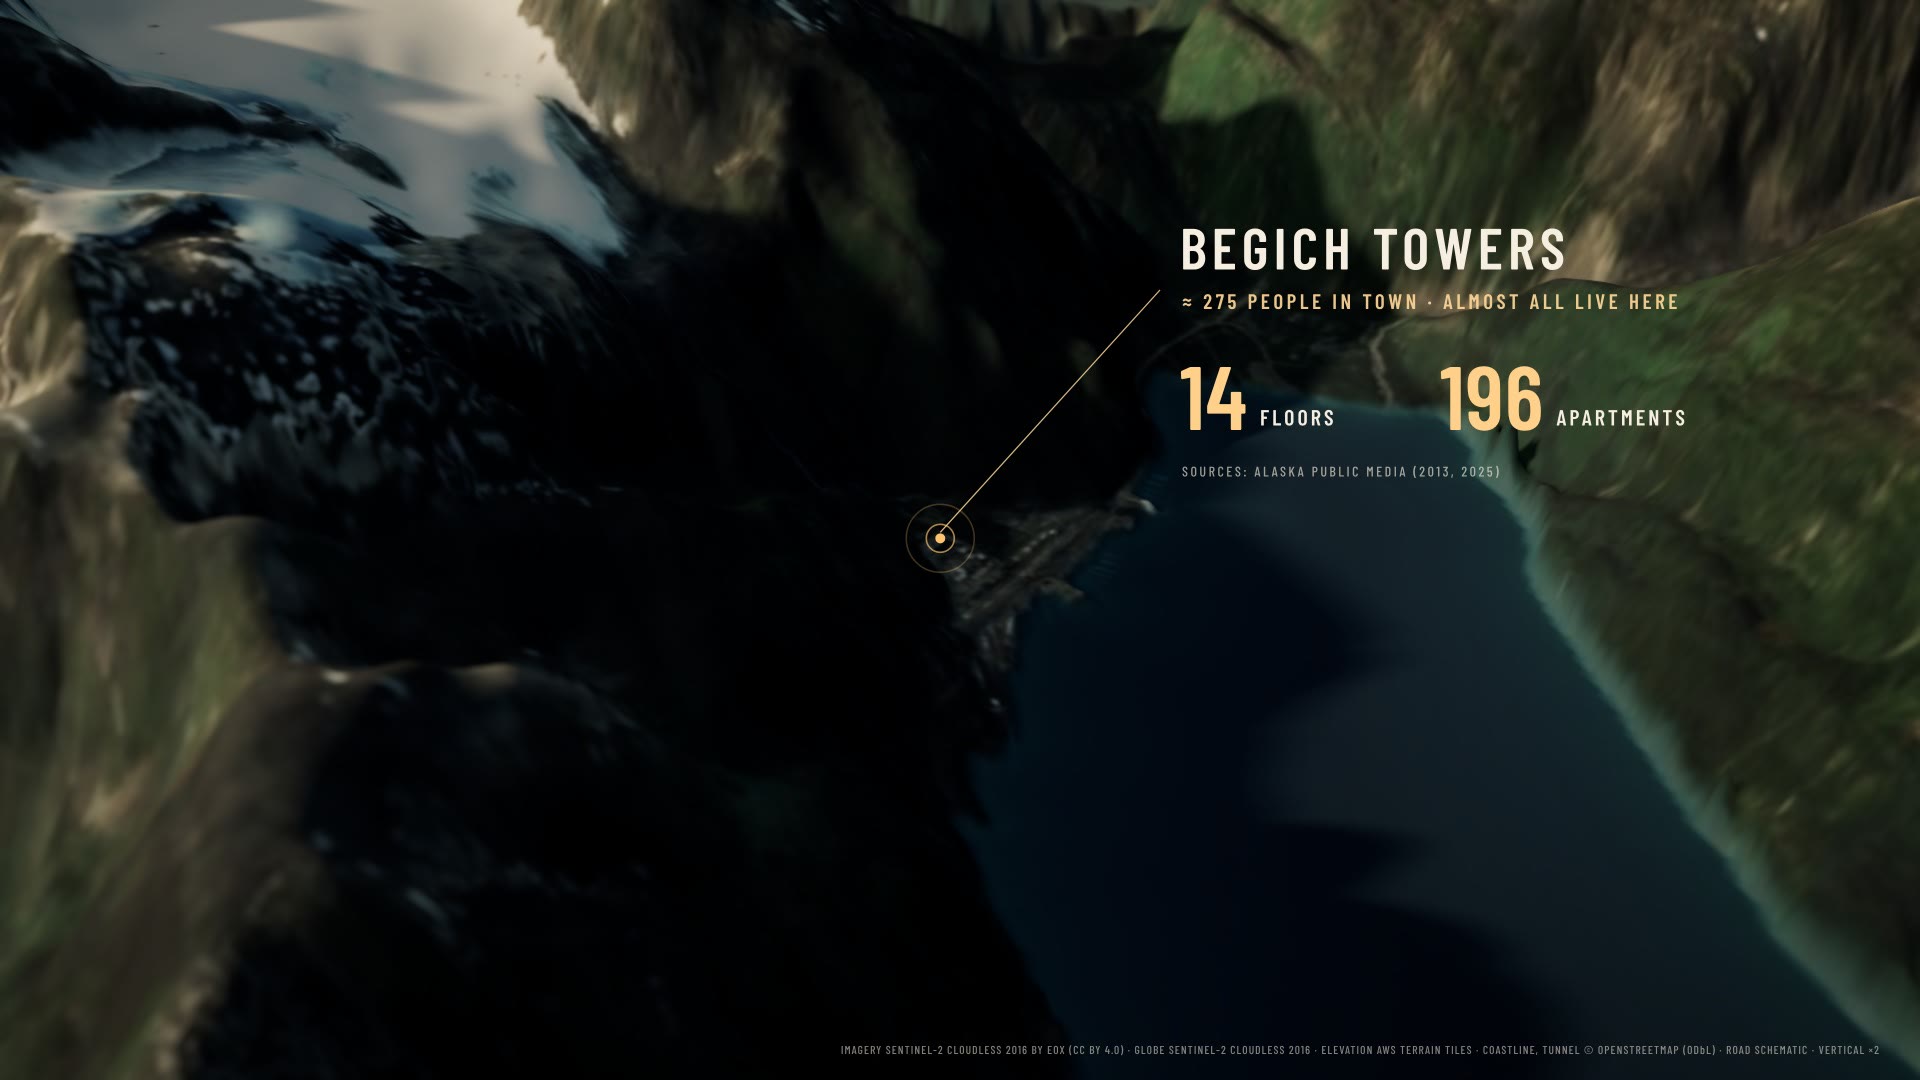 BEGICH TOWERS
≈ 275 PEOPLE IN TOWN · ALMOST ALL LIVE HERE
14 FLOORS 196 APARTMENTS
SOURCES: ALASKA PUBLIC MEDIA (2013, 2025)
IMAGERY SENTINEL-2 CLOUDLESS 2016 BY EOX (CC BY 4.0) · GLOBE SENTINEL-2 CLOUDLESS 2016 · ELEVATION AWS TERRAIN TILES · COASTLINE, TUNNEL © OPENSTREETMAP (ODbL) · ROAD SCHEMATIC · VERTICAL ×2